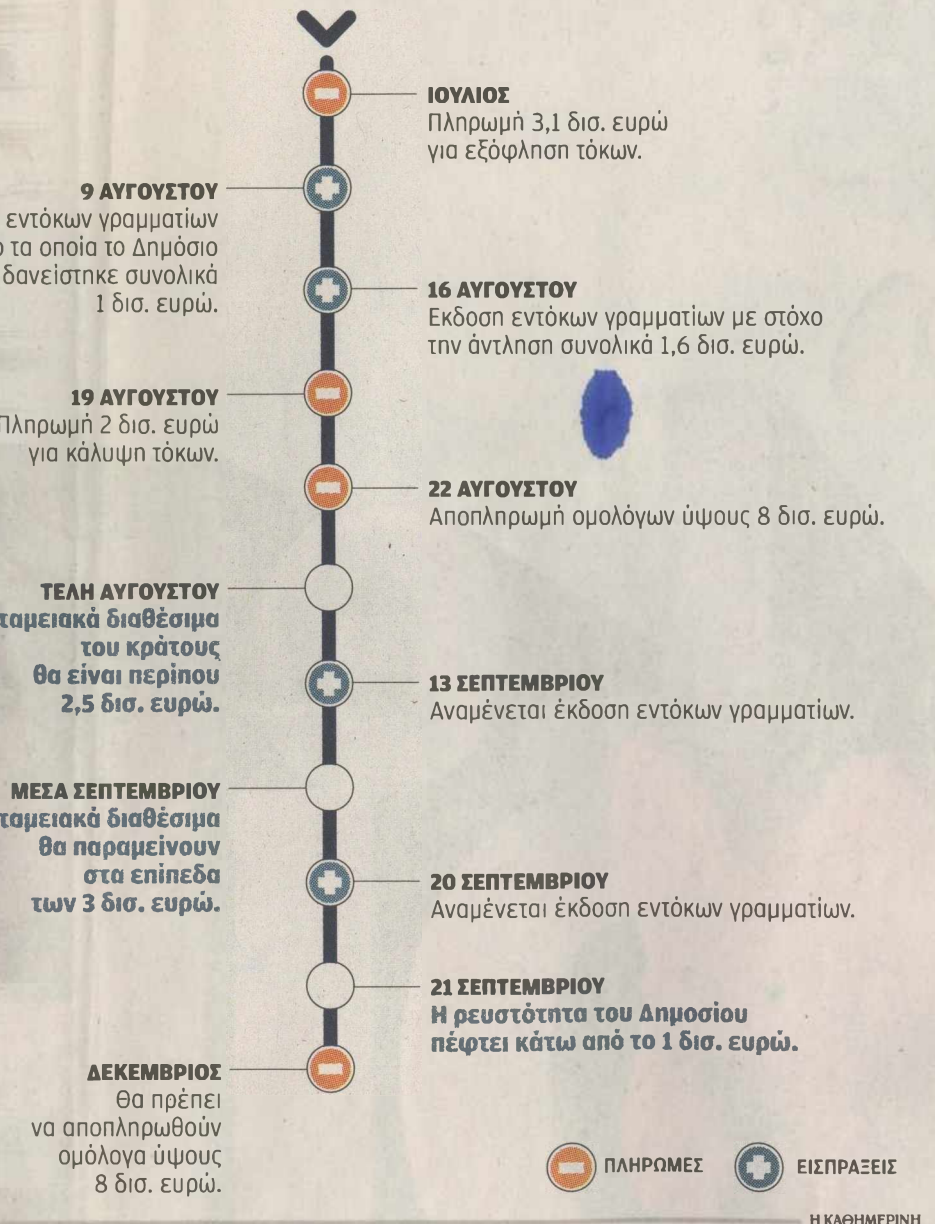 ΙΟΥΛΙΟΣ
Πληρωμή 3,1 δισ. ευρώ
για εξόφληση τόκων.
9 ΑΥΓΟΥΣΤΟΥ
εντόκων γραμματίων
τα οποία το Δημόσιο
δανείστηκε συνολικά
1 δισ. ευρώ.
16 ΑΥΓΟΥΣΤΟΥ
Εκδοση εντόκων γραμματίων με στόχο
την άντληση συνολικά 1,6 δισ. ευρώ.
19 ΑΥΓΟΥΣΤΟΥ
Πληρωμή 2 δισ. ευρώ
για κάλυψη τόκων.
22 ΑΥΓΟΥΣΤΟΥ
Αποπληρωμή ομολόγων ύψους 8 δισ. ευρώ.
ΤΕΛΗ ΑΥΓΟΥΣΤΟΥ
ταμειακά διαθέσιμα
του κράτους
θα είναι περίπου
2,5 δισ. ευρώ.
13 ΣΕΠΤΕΜΒΡΙΟΥ
Αναμένεται έκδοση εντόκων γραμματίων.
ΜΕΣΑ ΣΕΠΤΕΜΒΡΙΟΥ
ταμειακά διαθέσιμα
θα παραμείνουν
στα επίπεδα
των 3 δισ. ευρώ.
20 ΣΕΠΤΕΜΒΡΙΟΥ
Αναμένεται έκδοση εντόκων γραμματίων.
21 ΣΕΠΤΕΜΒΡΙΟΥ
Η ρευστότητα του Δημοσίου
πέφτει κάτω από το 1 δισ. ευρώ.
ΔΕΚΕΜΒΡΙΟΣ
Θα πρέπει
να αποπληρωθούν
ομόλογα ύψους
8 δισ. ευρώ.
ΠΛΗΡΩΜΕΣ
ΕΙΣΠΡΑΞΕΙΣ
Η ΚΑΘΗΜΕΡΙΝΗ